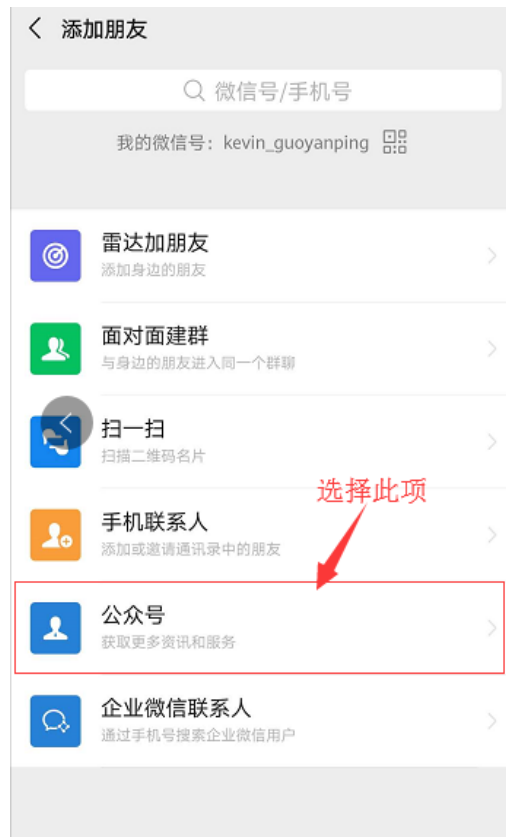 添加朋友
微信号/手机号
我的微信号：kevin_guoyanping
雷达加朋友
添加身边的朋友
面对面建群
与身边的朋友进入同一个群聊
扫一扫
扫描二维码名片
选择此项
手机联系人
添加或邀请通讯录中的朋友
公众号
获取更多资讯和服务
企业微信联系人
通过手机号搜索企业微信用户